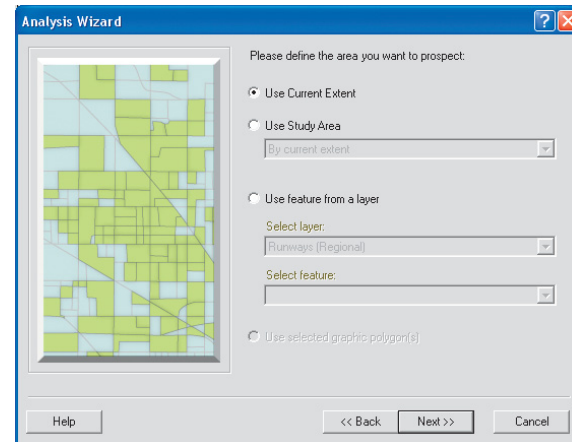 Analysis Wizard
Please define the area you want to prospect:
Use Current Extent
Use Study Area
By current extent
Use feature from a layer
Select layer:
Runways (Regional)
Select feature:
Use selected graphic polygon(s)
Help
<< Back
Next >>
Cancel